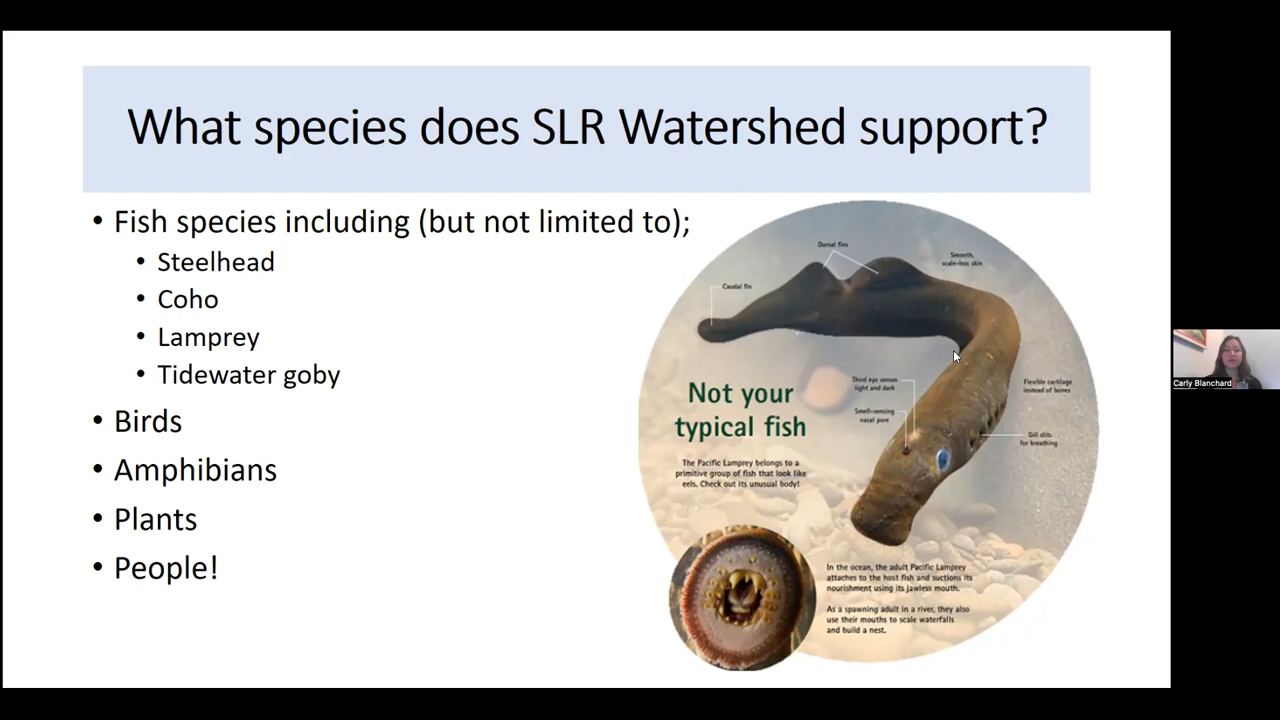 What species does SLR Watershed support?
• Fish species including (but not limited to);
• Steelhead
• Coho
• Lamprey
• Tidewater goby
• Birds
• Amphibians
• Plants
• People!
Dorsal fins
Smooth,
scale-less skin
Caudal fin
Third eye senses
light and dark
Flexible cartilage
instead of bones
Smell-sensing
nasal pore
Gill slits
for breathing
Not your
typical fish
The Pacific Lamprey belongs to a
primitive group of fish that look like
eels. Check out its unusual body!
In the ocean, the adult Pacific Lamprey
attaches to the host fish and suctions its
nourishment using its jawless mouth.
As a spawning adult in a river, they also
use their mouths to scale waterfalls
and build a nest.
Carly Blanchard